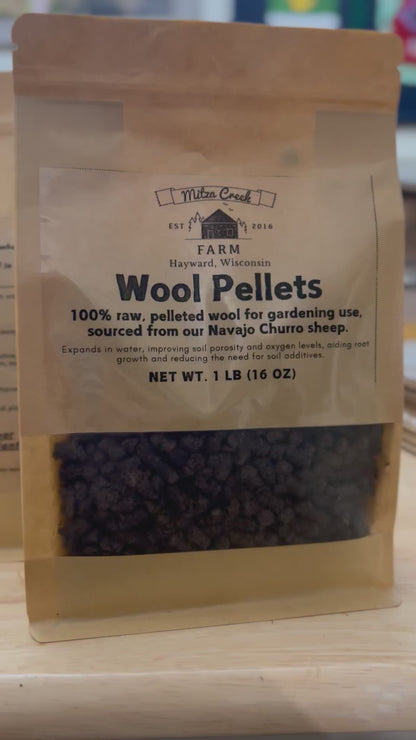 Mitza Creek
EST 2016
FARM
Hayward, Wisconsin
Wool Pellets
100% raw, pelleted wool for gardening use,
sourced from our Navajo Churro sheep.
Expands in water, improving soil porosity and oxygen levels, aiding root
growth and reducing the need for soil additives.
NET WT. 1 LB (16 OZ)